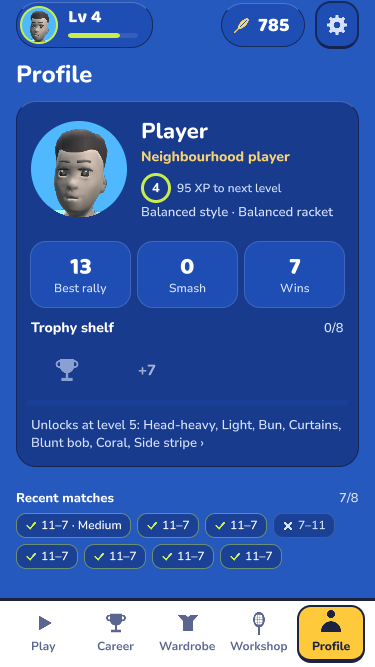 Lv 4
785
Profile
Player
Neighbourhood player
4
95 XP to next level
Balanced style · Balanced racket
13
0
7
Best rally
Smash
Wins
Trophy shelf
0/8
+7
Unlocks at level 5: Head-heavy, Light, Bun, Curtains,
Blunt bob, Coral, Side stripe ›
Recent matches
7/8
11–7 · Medium
11–7
11–7
7–11
11–7
11–7
11–7
11–7
Play
Career
Wardrobe
Workshop
Profile